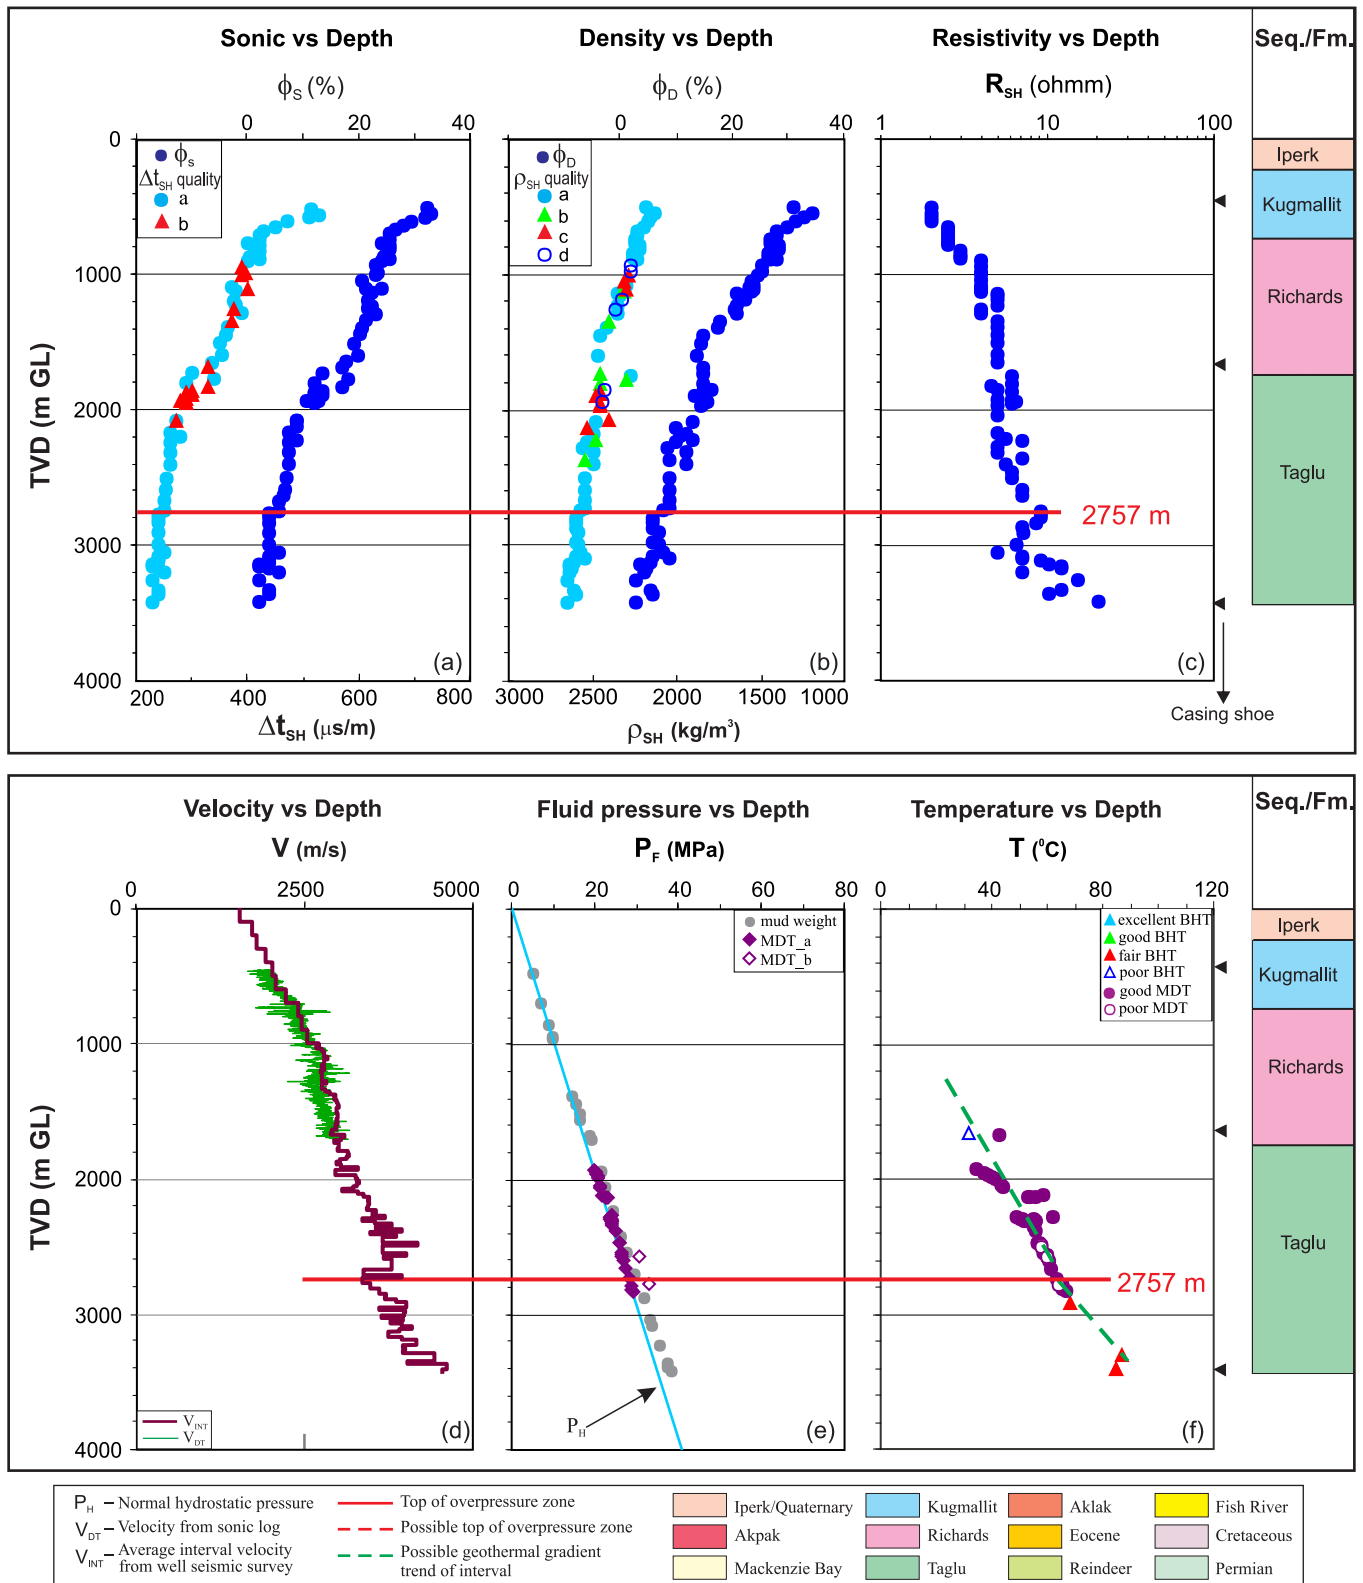 Sonic vs Depth
Density vs Depth
Resistivity vs Depth
Seq./Fm.
ϕS (%)
ϕD (%)
RSH (ohmm)
0 20 40
0 20 40
1 10 100
0
1000
2000
3000
4000
TVD (m GL)
ϕS
ΔtSH quality
a
b
ϕD
ρSH quality
a
b
c
d
Iperk
Kugmallit
Richards
Taglu
2757 m
(a)
(b)
(c)
200 400 600 800
3000 2500 2000 1500 1000
ΔtSH (μs/m)
ρSH (kg/m³)
Casing shoe
Velocity vs Depth
Fluid pressure vs Depth
Temperature vs Depth
Seq./Fm.
V (m/s)
PF (MPa)
T (⁰C)
0 2500 5000
0 20 40 60 80
0 40 80 120
0
1000
2000
3000
4000
TVD (m GL)
mud weight
MDT_a
MDT_b
excellent BHT
good BHT
fair BHT
poor BHT
good MDT
poor MDT
Iperk
Kugmallit
Richards
Taglu
2757 m
PH
VINT
VDT
(d)
(e)
(f)
PH – Normal hydrostatic pressure
VDT – Velocity from sonic log
VINT – Average interval velocity
from well seismic survey
Top of overpressure zone
Possible top of overpressure zone
Possible geothermal gradient
trend of interval
Iperk/Quaternary
Kugmallit
Aklak
Fish River
Akpak
Richards
Eocene
Cretaceous
Mackenzie Bay
Taglu
Reindeer
Permian